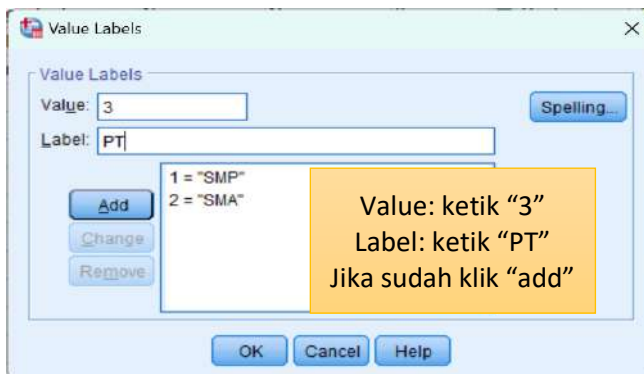 Value Labels
Value Labels
Value: 3
Spelling...
Label: PT
1 = "SMP"
2 = "SMA"
Add
Change
Remove
Value: ketik “3”
Label: ketik “PT”
Jika sudah klik “add”
OK Cancel Help